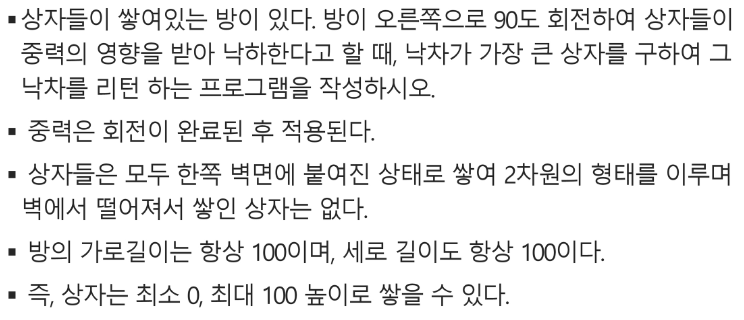 ▪ 상자들이 쌓여있는 방이 있다. 방이 오른쪽으로 90도 회전하여 상자들이
중력의 영향을 받아 낙하한다고 할 때, 낙차가 가장 큰 상자를 구하여 그
낙차를 리턴 하는 프로그램을 작성하시오.
▪ 중력은 회전이 완료된 후 적용된다.
▪ 상자들은 모두 한쪽 벽면에 붙여진 상태로 쌓여 2차원의 형태를 이루며
벽에서 떨어져서 쌓인 상자는 없다.
▪ 방의 가로길이는 항상 100이며, 세로 길이도 항상 100이다.
▪ 즉, 상자는 최소 0, 최대 100 높이로 쌓을 수 있다.